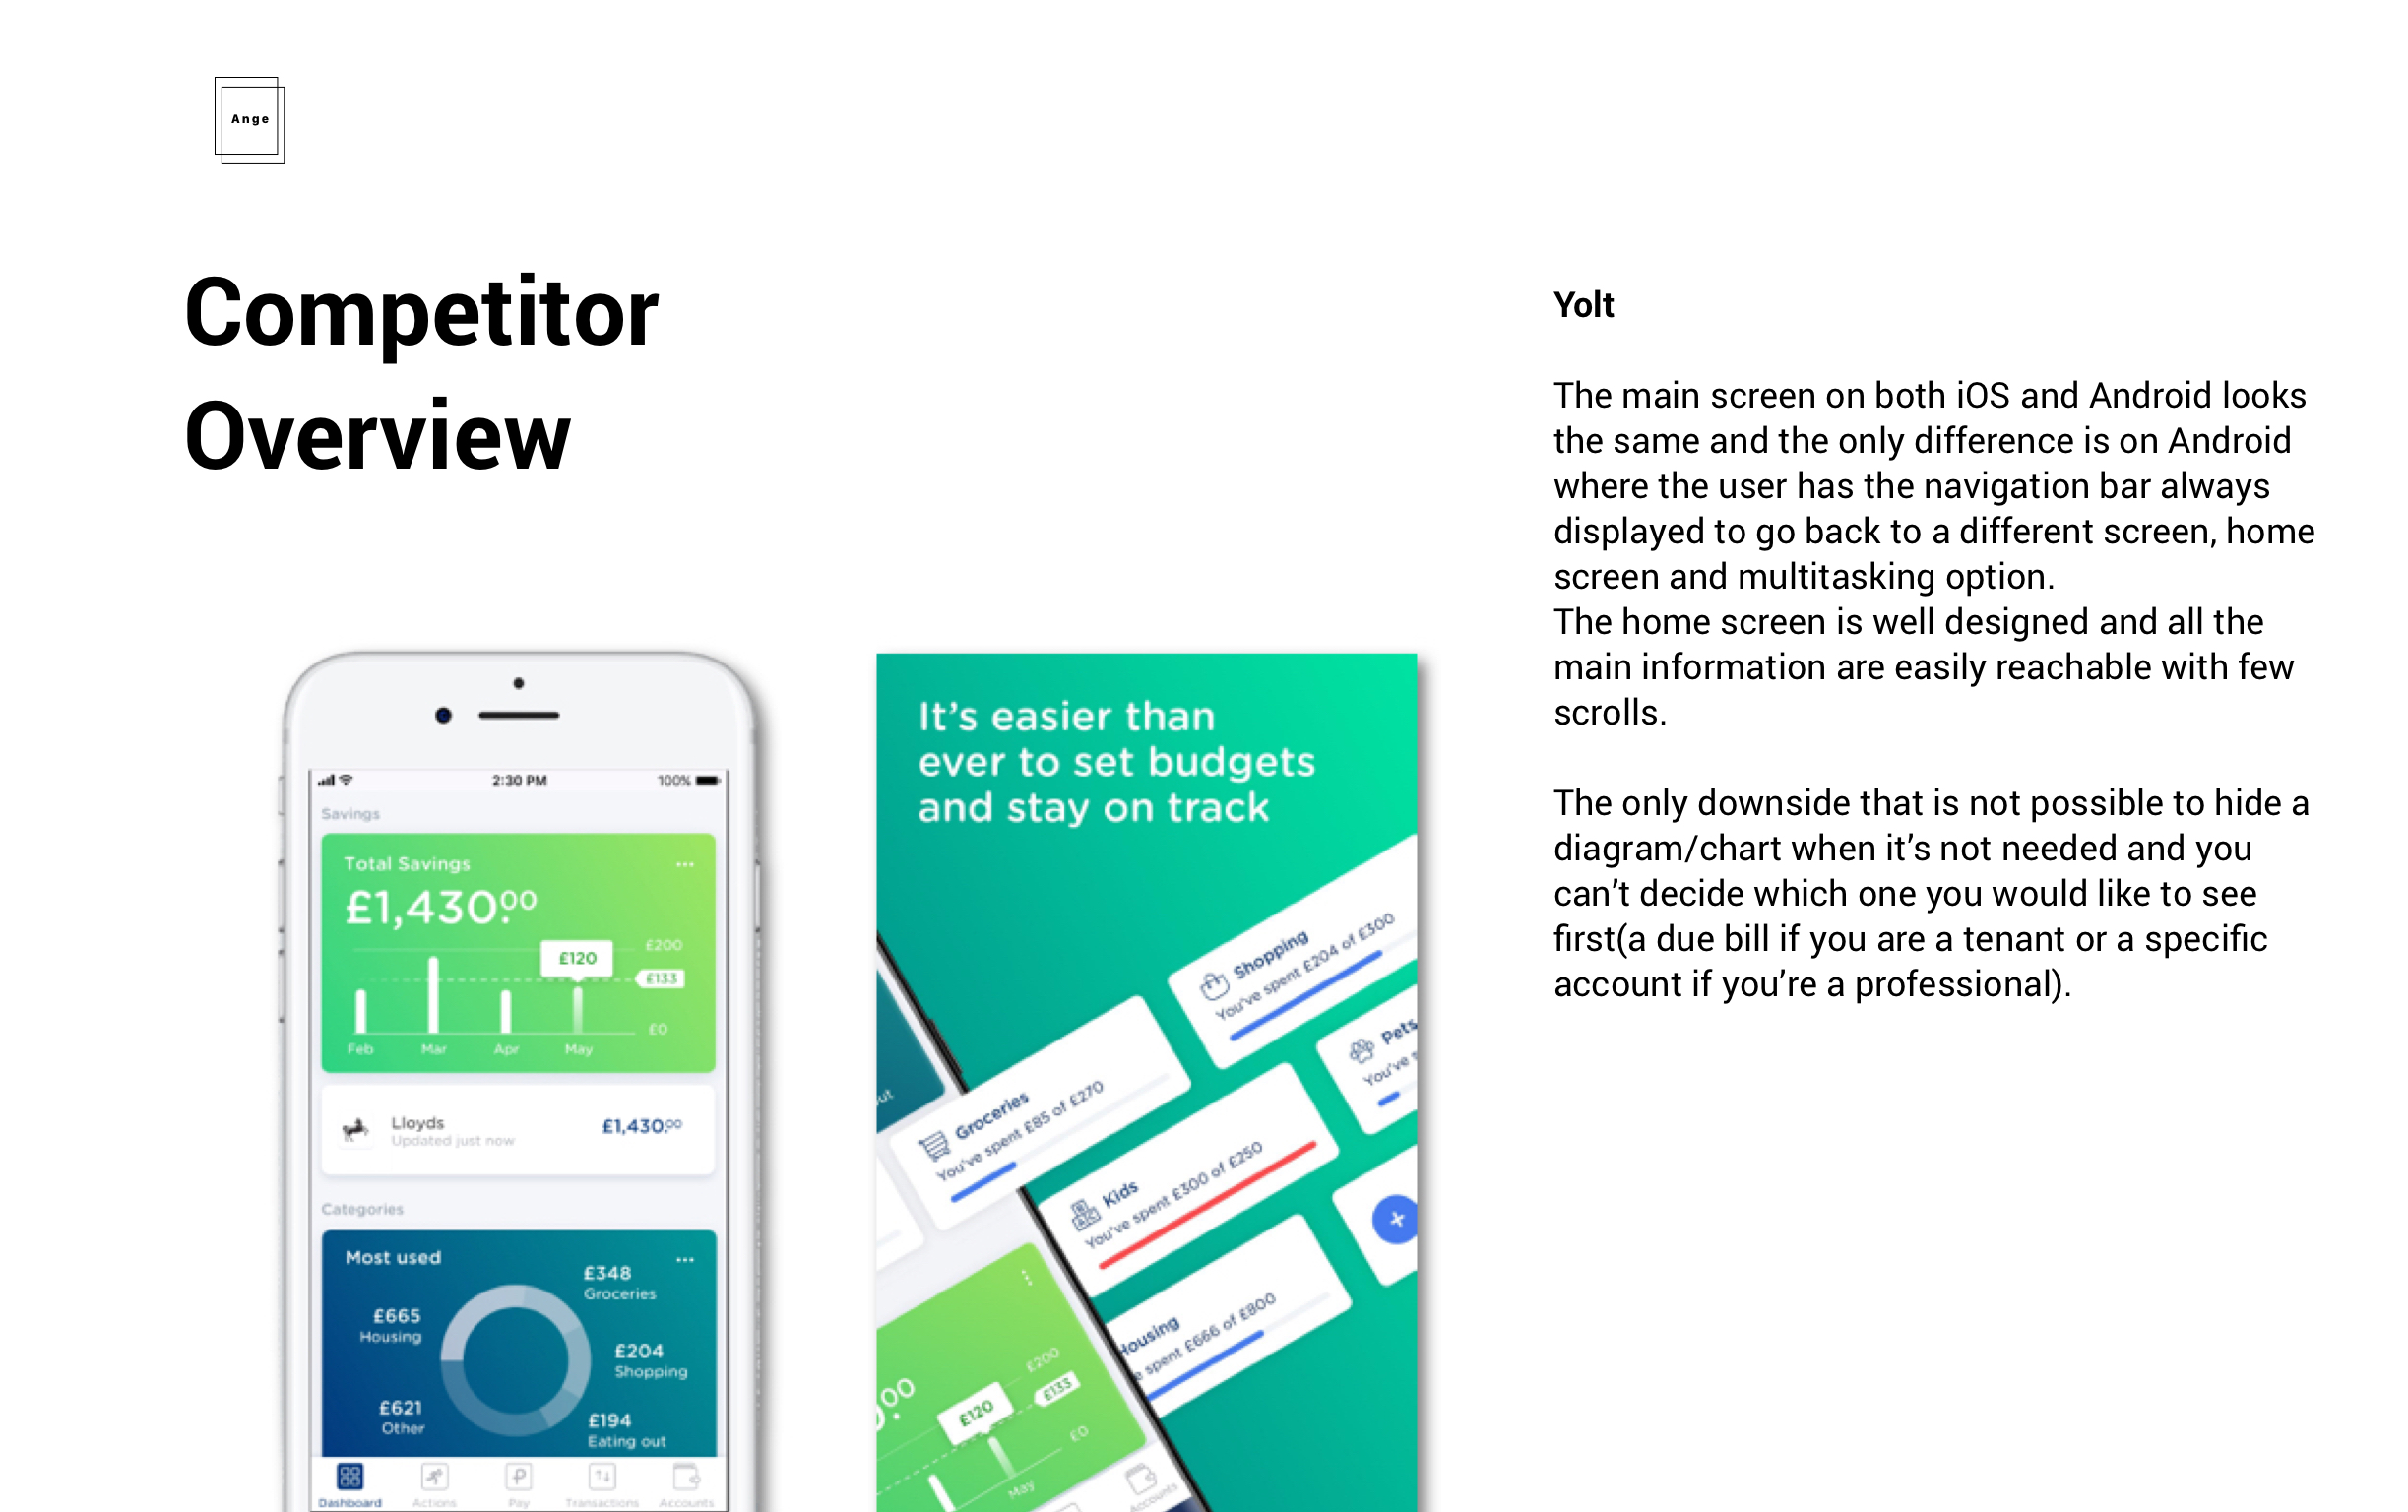 Ange
Competitor
Overview
Yolt
The main screen on both iOS and Android looks
the same and the only difference is on Android
where the user has the navigation bar always
displayed to go back to a different screen, home
screen and multitasking option.
The home screen is well designed and all the
main information are easily reachable with few
scrolls.
The only downside that is not possible to hide a
diagram/chart when it’s not needed and you
can’t decide which one you would like to see
first(a due bill if you are a tenant or a specific
account if you’re a professional).
2:30 PM
100%
Savings
Total Savings
£1,430.00
£200
£120
£133
£0
Feb Mar Apr May
Lloyds
Updated just now
£1,430.00
Categories
Most used
£348
Groceries
£665
Housing
£204
Shopping
£621
Other
£194
Eating out
Dashboard Actions Pay Transactions Accounts
It’s easier than
ever to set budgets
and stay on track
Shopping
You’ve spent £204 of £300
Pets
You’ve
Groceries
You’ve spent £85 of £270
Kids
You’ve spent £300 of £250
Housing
spent £666 of £800
.00
£200
£120
£133
£0
May
Accounts